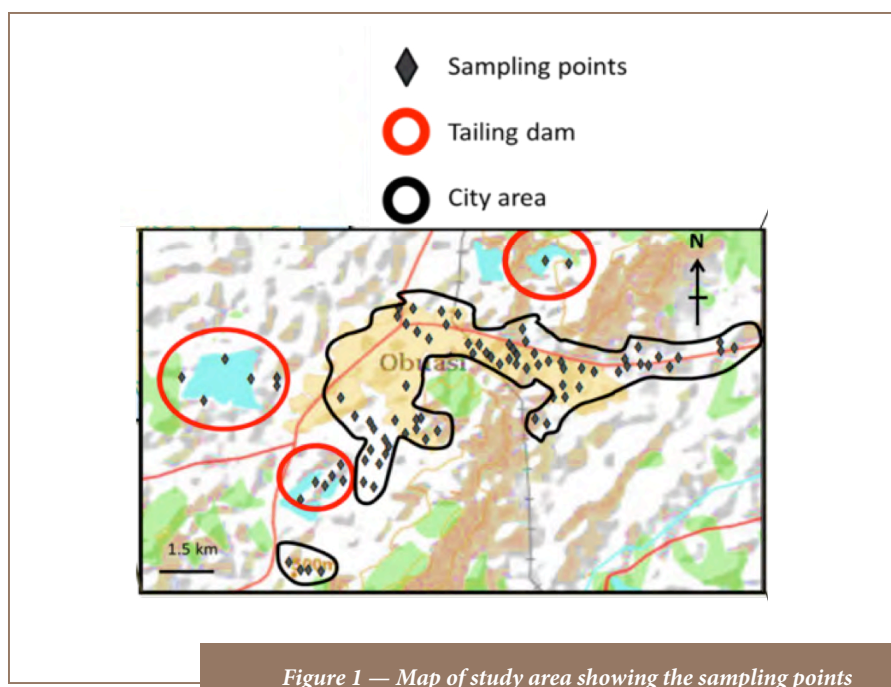 Sampling points
Tailing dam
City area
N
Obuasi
1.5 km
Figure 1 — Map of study area showing the sampling points